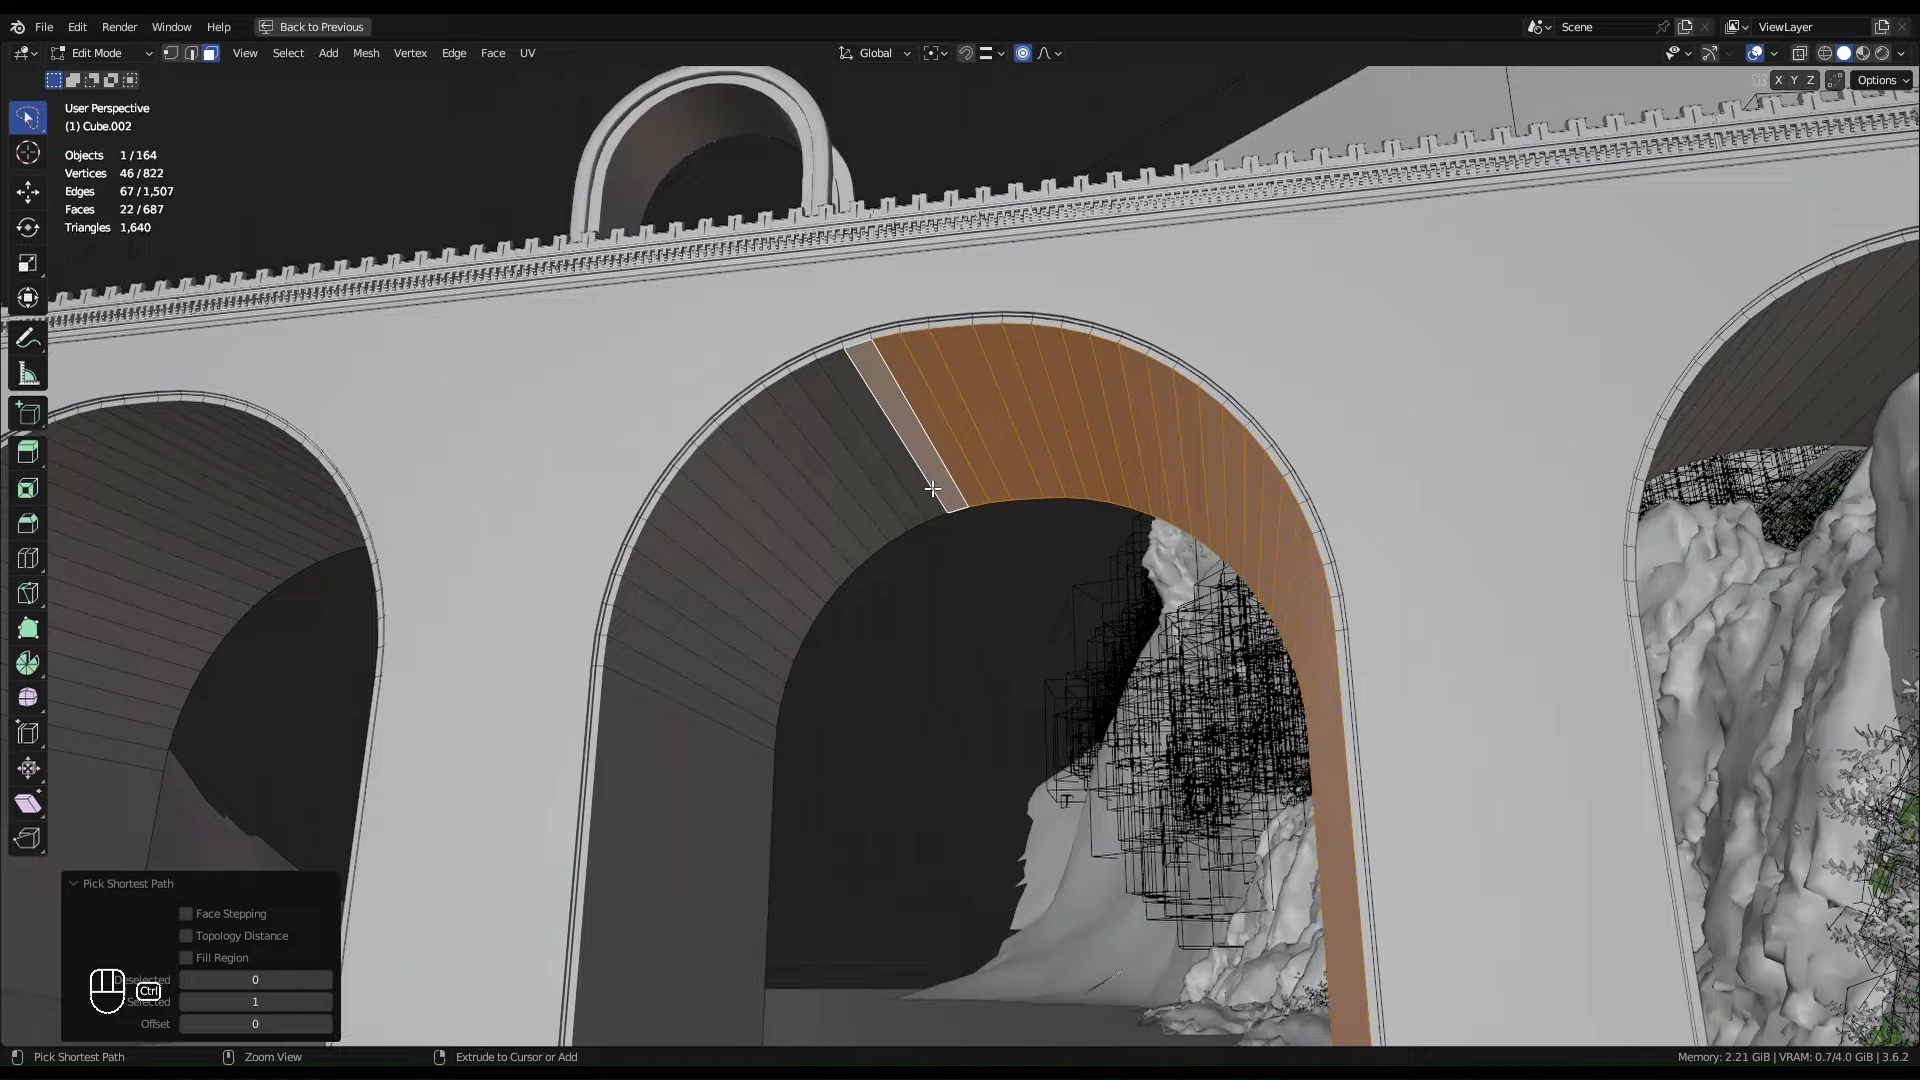 File Edit Render Window Help Back to Previous Scene ViewLayer
Edit Mode View Select Add Mesh Vertex Edge Face UV Global
X Y Z Options
User Perspective
(1) Cube.002
Objects 1 / 164
Vertices 46 / 822
Edges 67 / 1,507
Faces 22 / 687
Triangles 1,640
Pick Shortest Path
Face Stepping
Topology Distance
Fill Region
Deselected 0
Ctrl
Selected 1
Offset 0
Pick Shortest Path Zoom View Extrude to Cursor or Add Memory: 2.21 GiB | VRAM: 0.7/4.0 GiB | 3.6.2